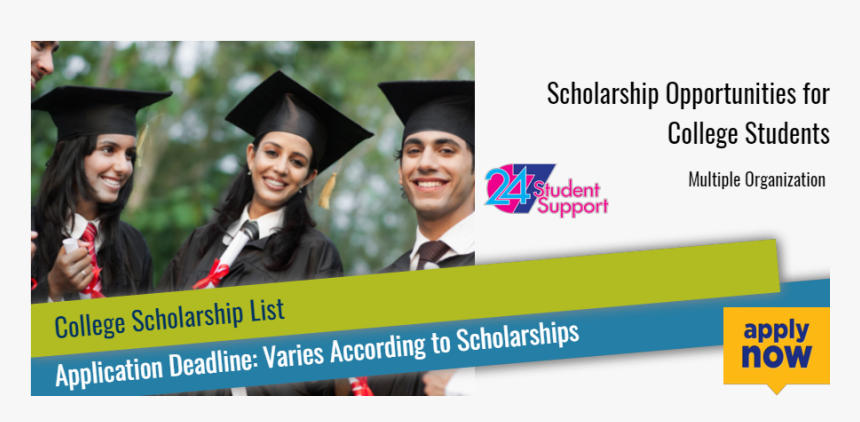 Scholarship Opportunities for
College Students
Multiple Organization
247 Student
Support
College Scholarship List
Application Deadline: Varies According to Scholarships
apply
now